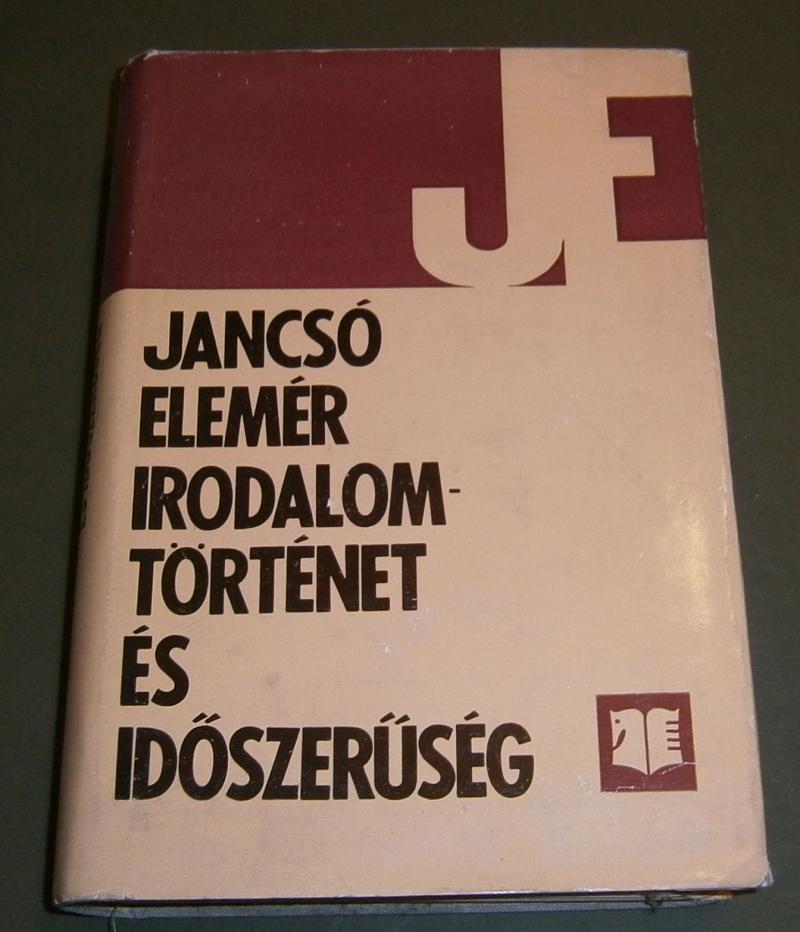 JE
JANCSÓ
ELEMÉR
IRODALOM-
TÖRTÉNET
ÉS
IDŐSZERŰSÉG